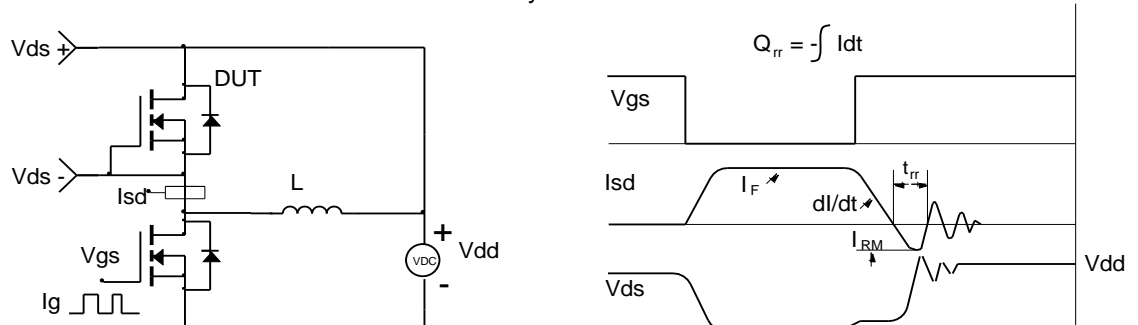 Vds +
DUT
Vds -
Isd
L
Vgs
+
VDC
-
Vdd
Ig
Qrr = -∫ Idt
Vgs
Isd
IF
dI/dt
trr
IRM
Vds
Vdd